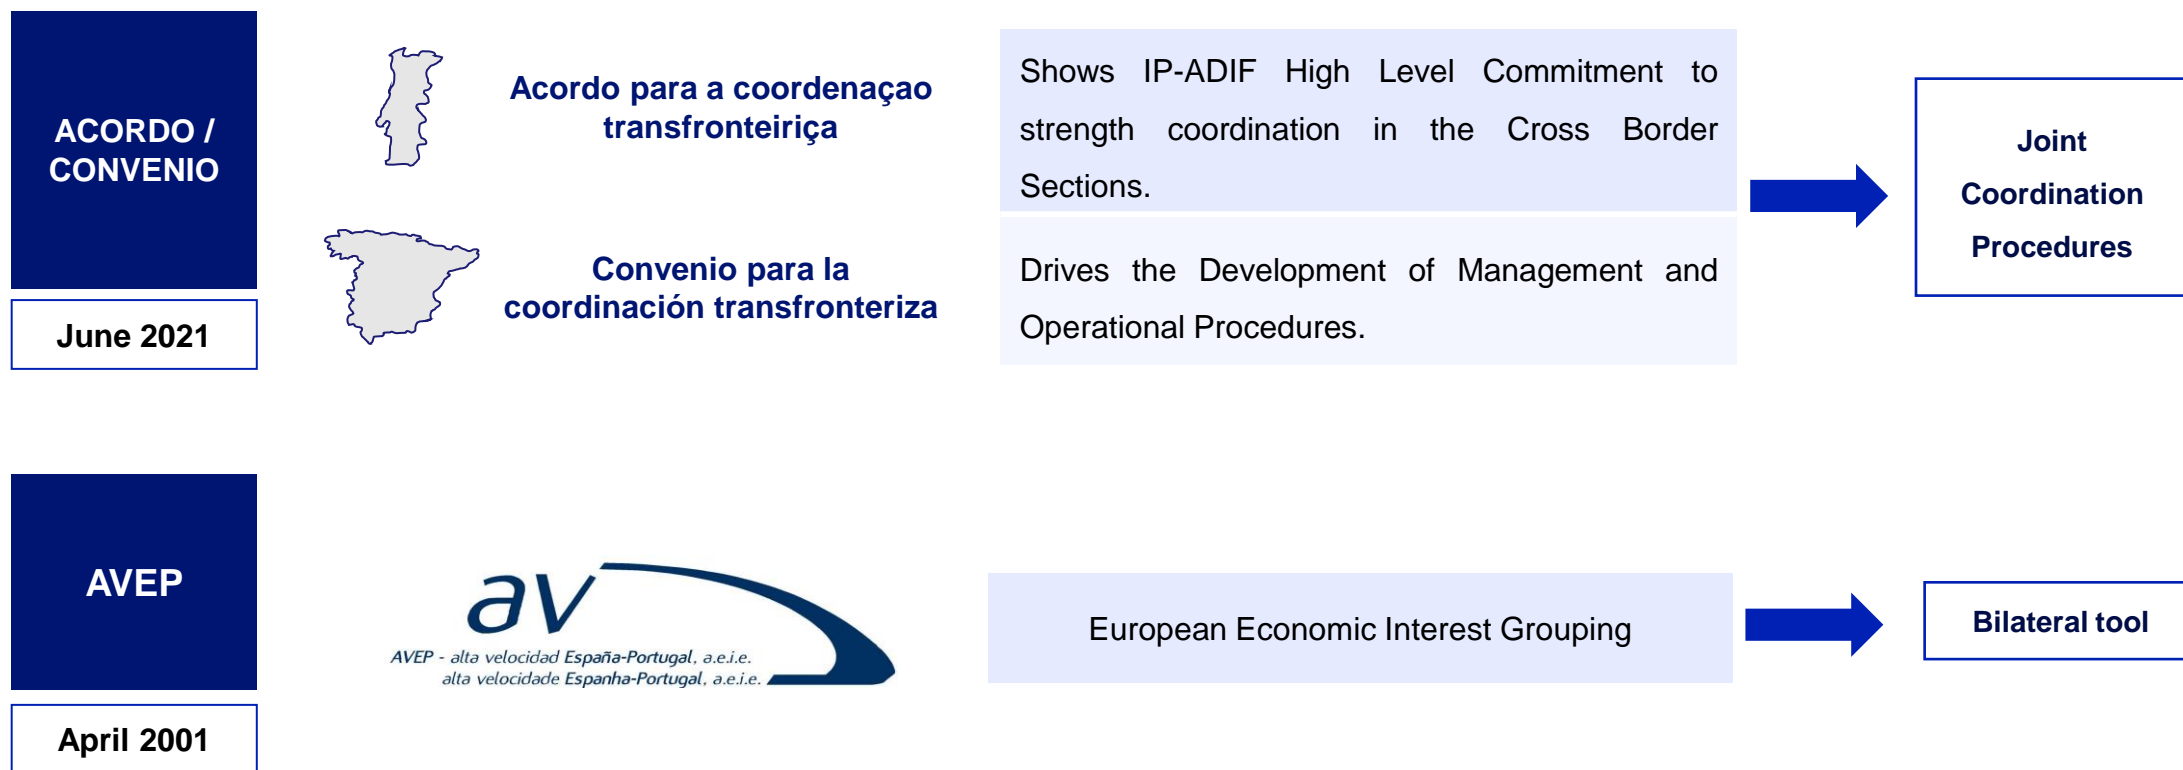 ACORDO /
CONVENIO
June 2021
Acordo para a coordenaçao
transfronteiriça
Convenio para la
coordinación transfronteriza
Shows IP-ADIF High Level Commitment to
strength coordination in the Cross Border
Sections.
Drives the Development of Management and
Operational Procedures.
Joint
Coordination
Procedures
AVEP
April 2001
av
AVEP - alta velocidad España-Portugal, a.e.i.e.
alta velocidade Espanha-Portugal, a.e.i.e.
European Economic Interest Grouping
Bilateral tool